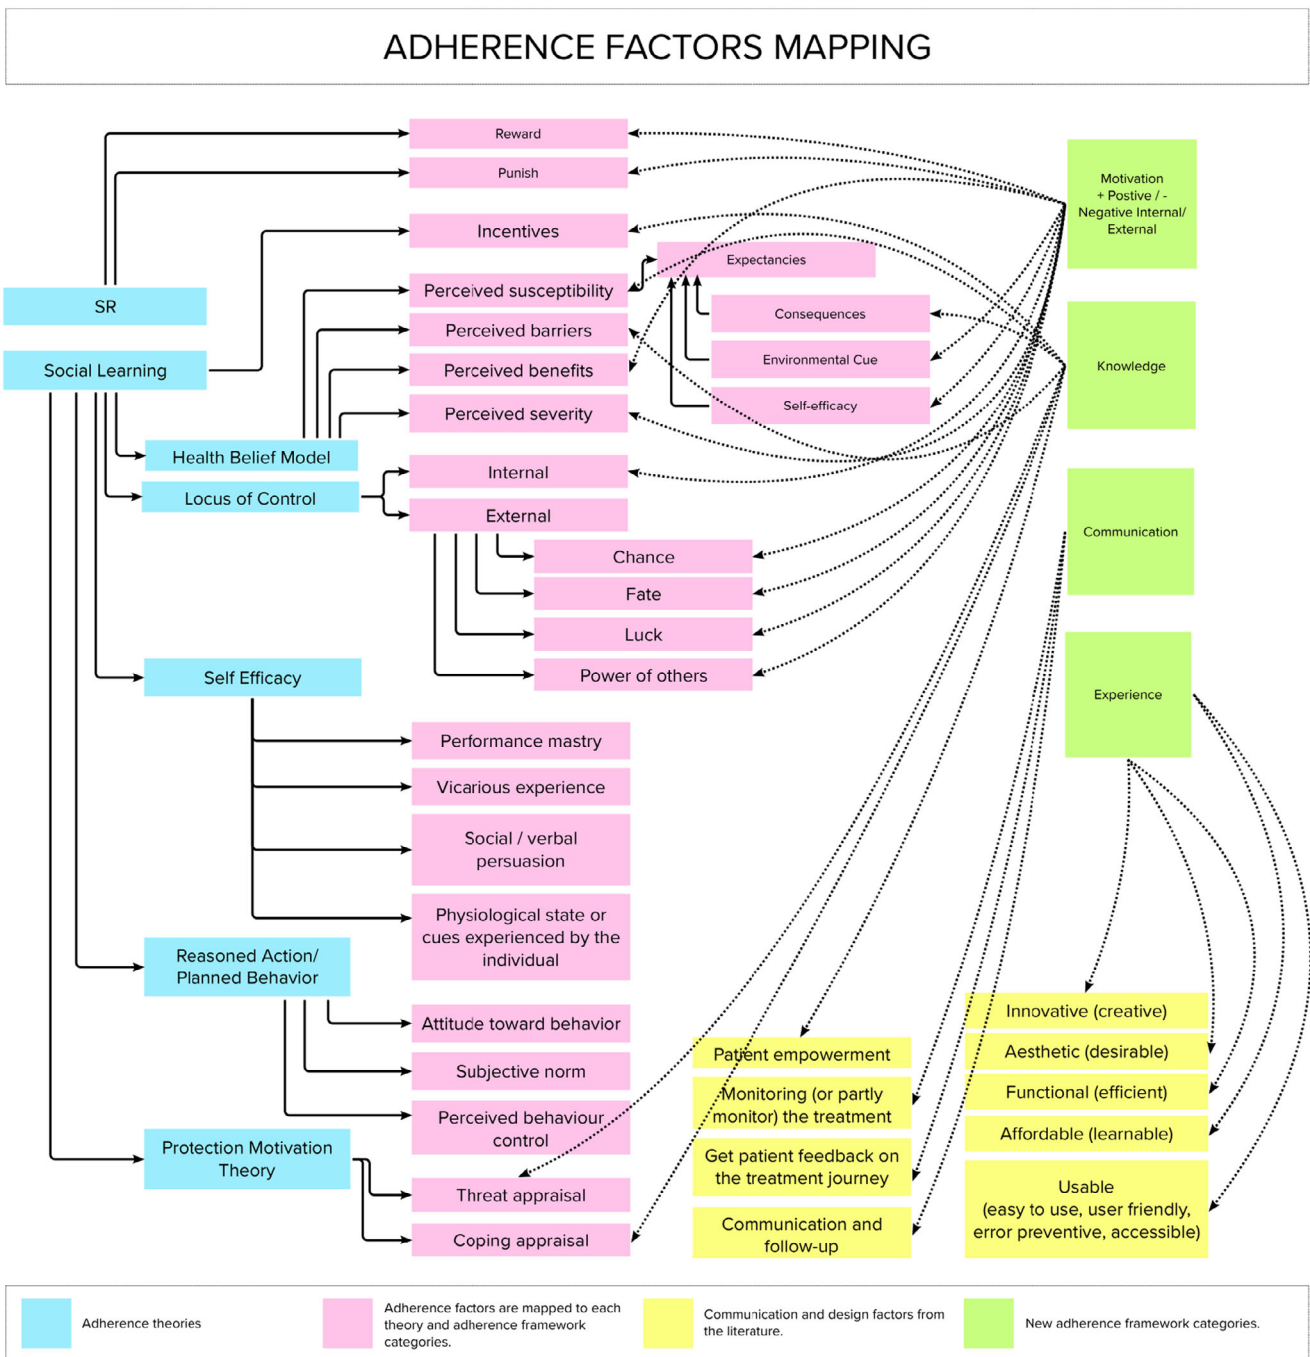 ADHERENCE FACTORS MAPPING
Reward
Punish
Incentives
Expectancies
Perceived susceptibility
Consequences
Perceived barriers
Environmental Cue
Perceived benefits
Self-efficacy
Perceived severity
SR
Social Learning
Health Belief Model
Locus of Control
Internal
External
Chance
Fate
Luck
Power of others
Self Efficacy
Performance mastry
Vicarious experience
Social / verbal
persuasion
Physiological state or
cues experienced by the
individual
Reasoned Action/
Planned Behavior
Attitude toward behavior
Subjective norm
Perceived behaviour
control
Protection Motivation
Theory
Threat appraisal
Coping appraisal
Motivation
+ Postive / -
Negative Internal/
External
Knowledge
Communication
Experience
Patient empowerment
Monitoring (or partly
monitor) the treatment
Get patient feedback on
the treatment journey
Communication and
follow-up
Innovative (creative)
Aesthetic (desirable)
Functional (efficient)
Affordable (learnable)
Usable
(easy to use, user friendly,
error preventive, accessible)
Adherence theories
Adherence factors are mapped to each
theory and adherence framework
categories.
Communication and design factors from
the literature.
New adherence framework categories.